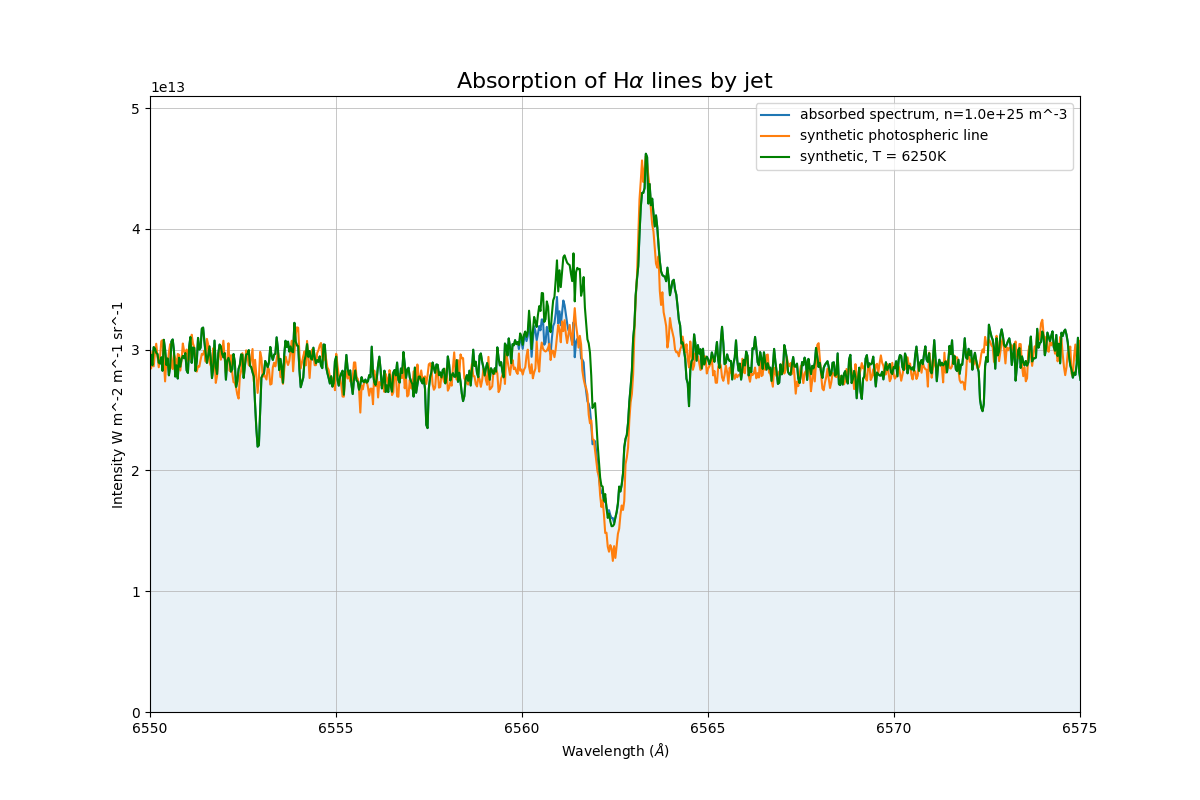 Absorption of Hα lines by jet
1e13
absorbed spectrum, n=1.0e+25 m^-3
synthetic photospheric line
synthetic, T = 6250K
5
4
3
2
1
0
Intensity W m^-2 m^-1 sr^-1
6550 6555 6560 6565 6570 6575
Wavelength (Å)